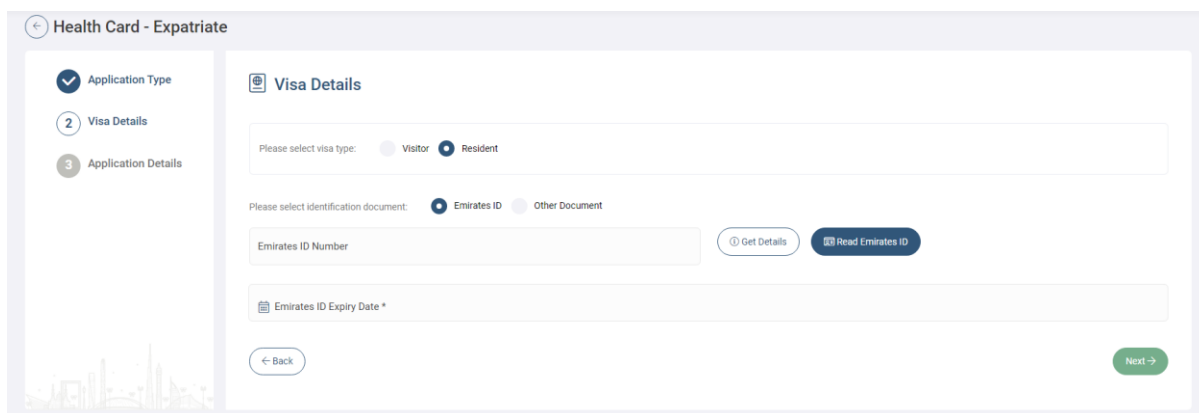 Health Card - Expatriate
Application Type
2 Visa Details
3 Application Details
Visa Details
Please select visa type: Visitor Resident
Please select identification document: Emirates ID Other Document
Emirates ID Number
Get Details
Read Emirates ID
Emirates ID Expiry Date *
← Back
Next →